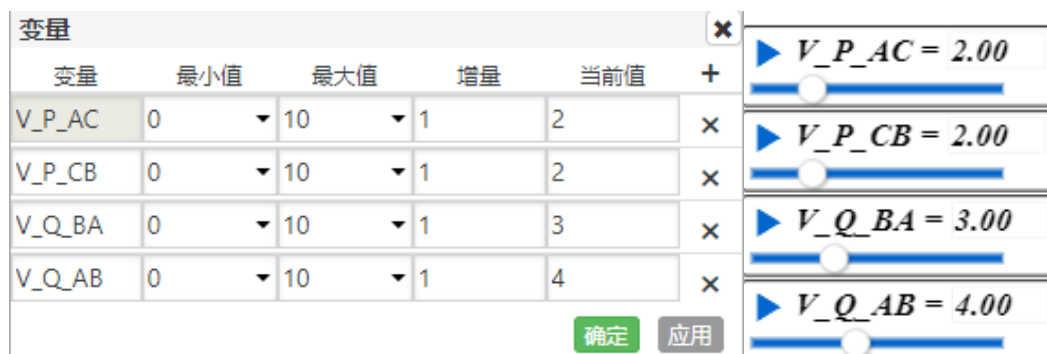 变量
变量 最小值 最大值 增量 当前值 +
V_P_AC 0 10 1 2
V_P_CB 0 10 1 2
V_Q_BA 0 10 1 3
V_Q_AB 0 10 1 4
确定 应用
V_P_AC = 2.00
V_P_CB = 2.00
V_Q_BA = 3.00
V_Q_AB = 4.00